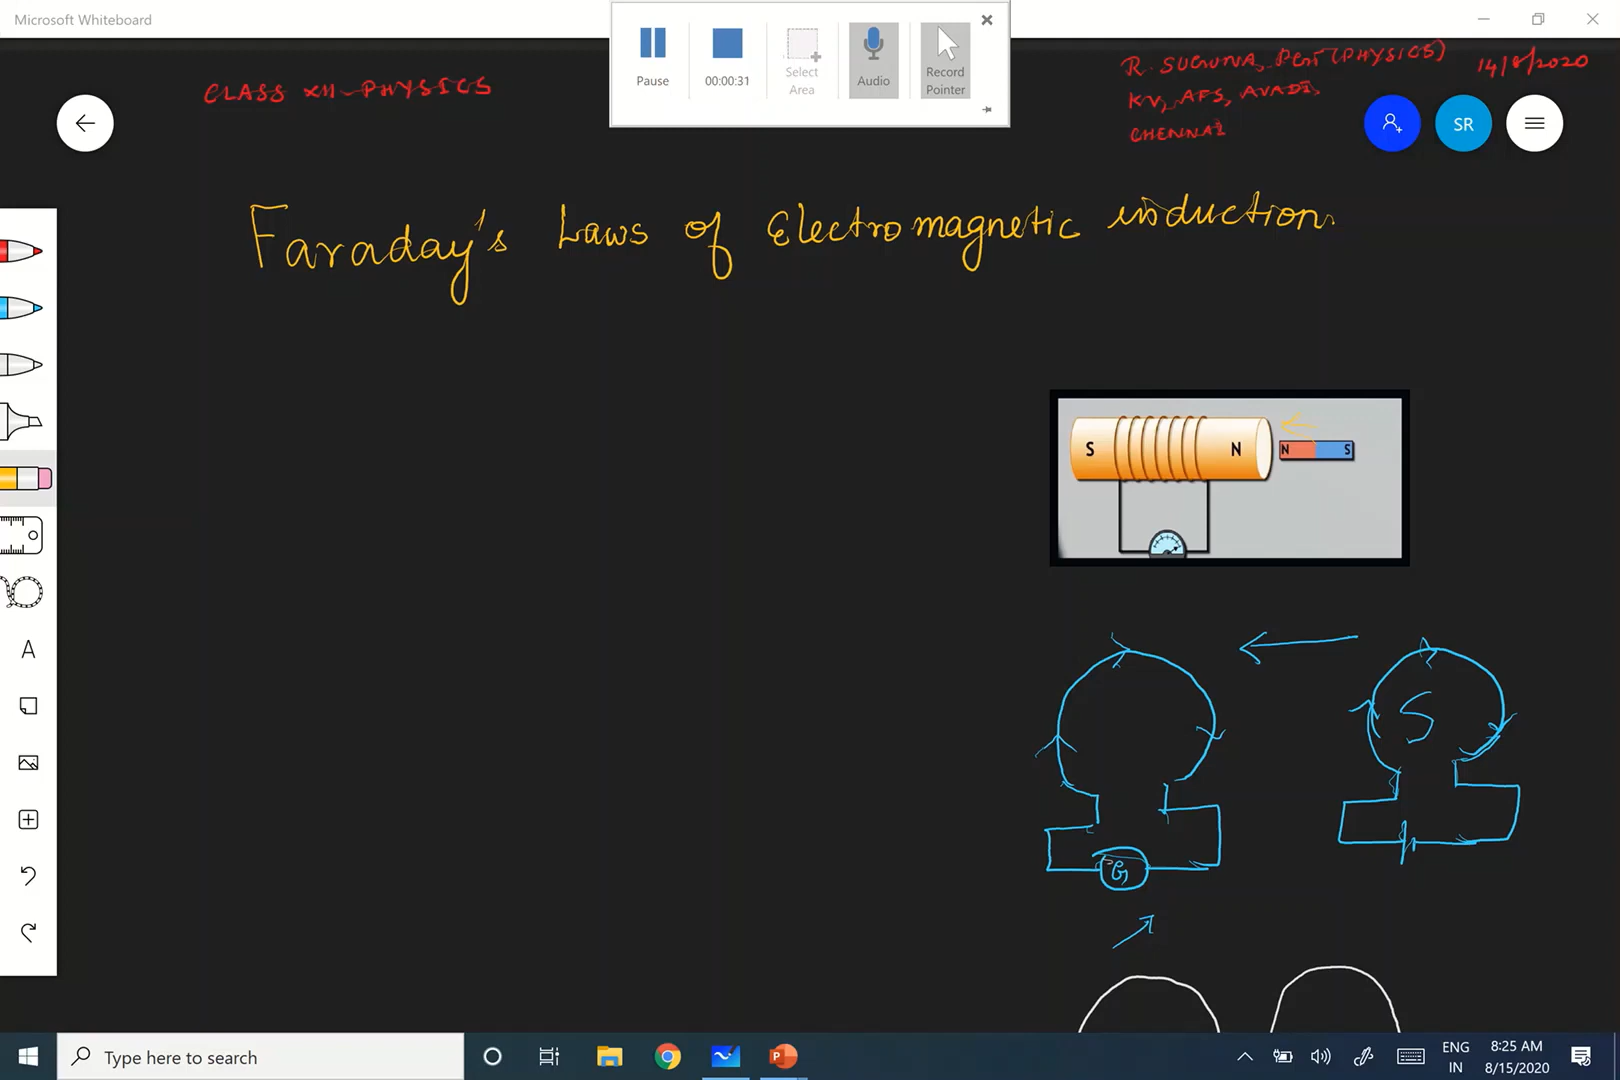 Microsoft Whiteboard
Pause
00:00:31
Select Area
Audio
Record Pointer
CLASS XII-PHYSICS
R. SUGUNA, PGT (PHYSICS) 14/8/2020
KV, AFS, AVADI,
CHENNAI
SR
Faraday's Laws of Electromagnetic induction.
S N N S
S
G
A
Type here to search
ENG
IN
8:25 AM
8/15/2020